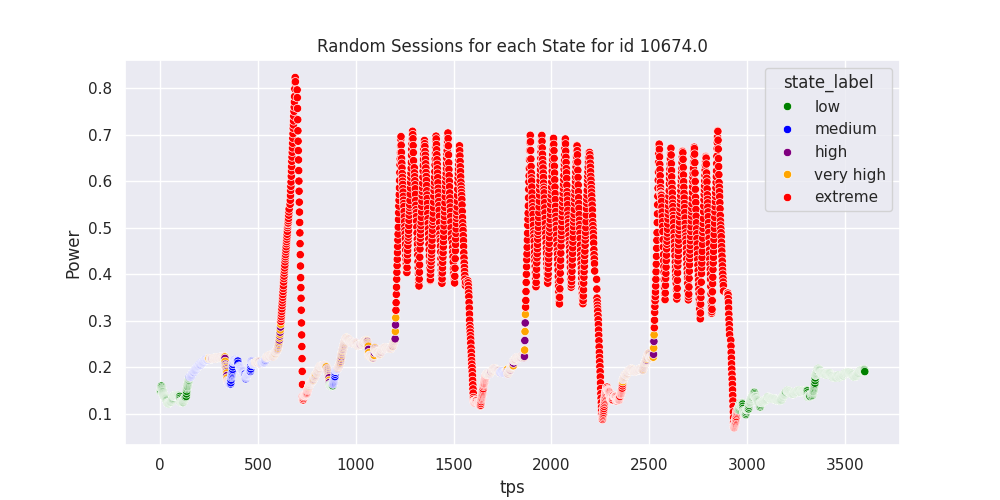 Random Sessions for each State for id 10674.0
Power
0.8
0.7
0.6
0.5
0.4
0.3
0.2
0.1
state_label
low
medium
high
very high
extreme
0 500 1000 1500 2000 2500 3000 3500
tps